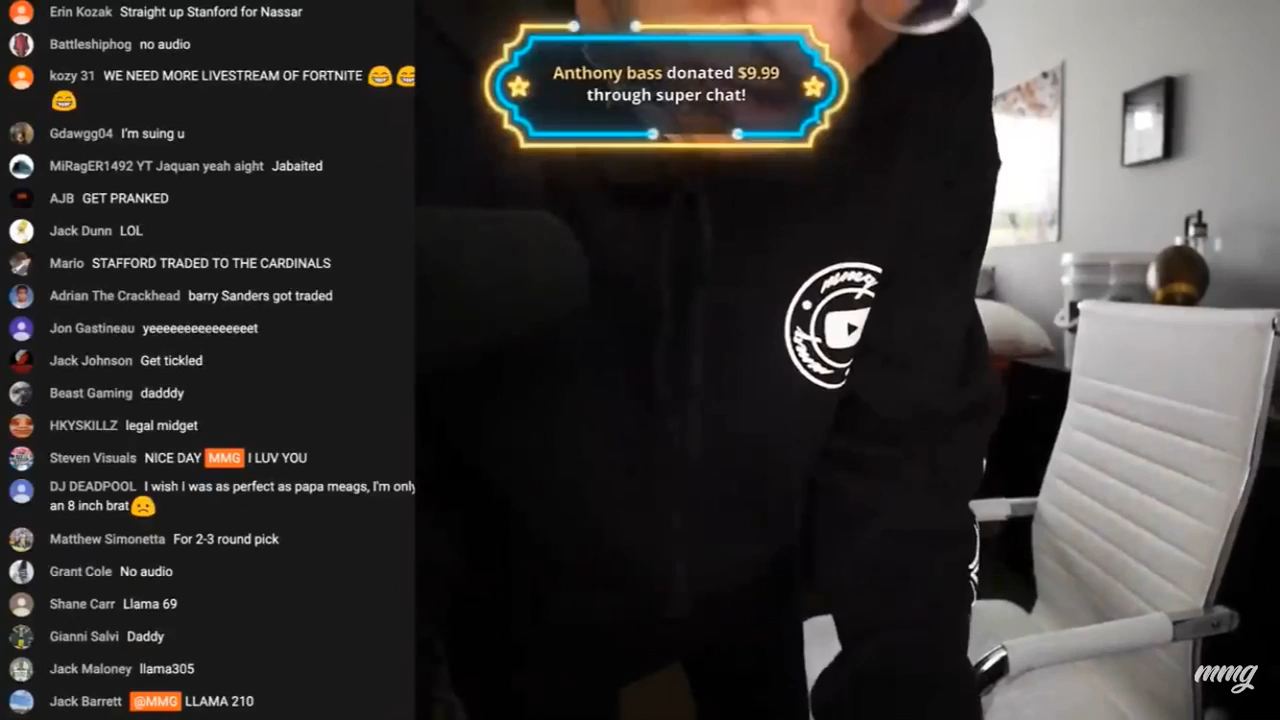 Erin Kozak Straight up Stanford for Nassar
Battleshiphog no audio
kozy 31 WE NEED MORE LIVESTREAM OF FORTNITE
Gdawgg04 I'm suing u
MiRagER1492 YT Jaquan yeah aight Jabaited
AJB GET PRANKED
Jack Dunn LOL
Mario STAFFORD TRADED TO THE CARDINALS
Adrian The Crackhead barry Sanders got traded
Jon Gastineau yeeeeeeeeeeeeeeet
Jack Johnson Get tickled
Beast Gaming dadddy
HKYSKILLZ legal midget
Steven Visuals NICE DAY MMG I LUV YOU
DJ DEADPOOL I wish I was as perfect as papa meags, I'm only
an 8 inch brat
Matthew Simonetta For 2-3 round pick
Grant Cole No audio
Shane Carr Llama 69
Gianni Salvi Daddy
Jack Maloney llama305
Jack Barrett @MMG LLAMA 210
Anthony bass donated $9.99
through super chat!
mmg
mmg
mmg